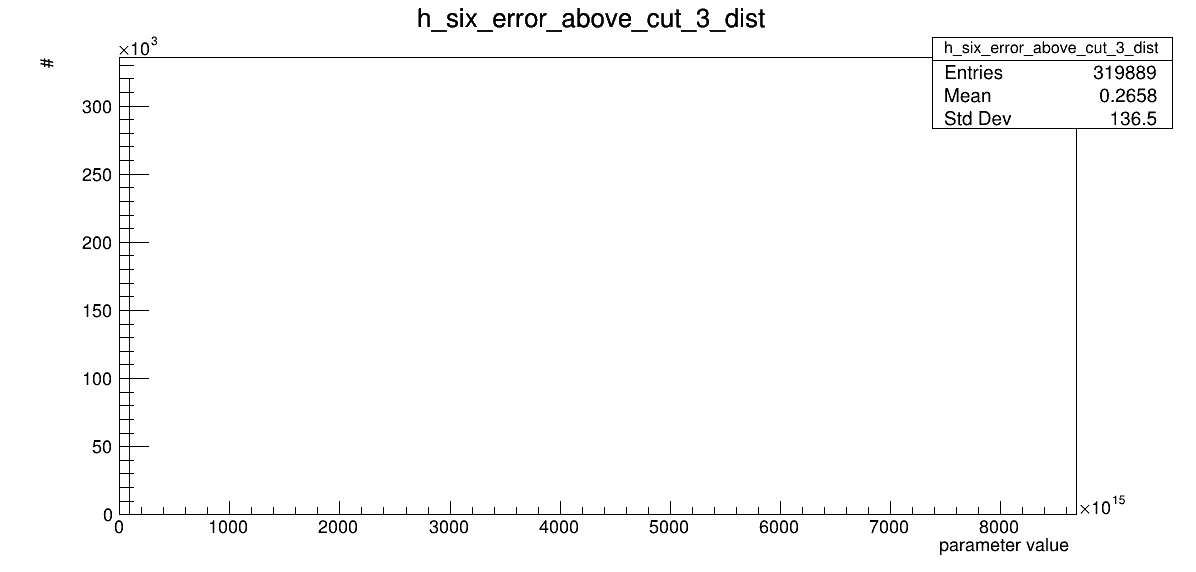 h_six_error_above_cut_3_dist
×10³
#
h_six_error_above_cut_3_dist
Entries 319889
Mean 0.2658
Std Dev 136.5
300
250
200
150
100
50
0
0 1000 2000 3000 4000 5000 6000 7000 8000
×10¹⁵
parameter value